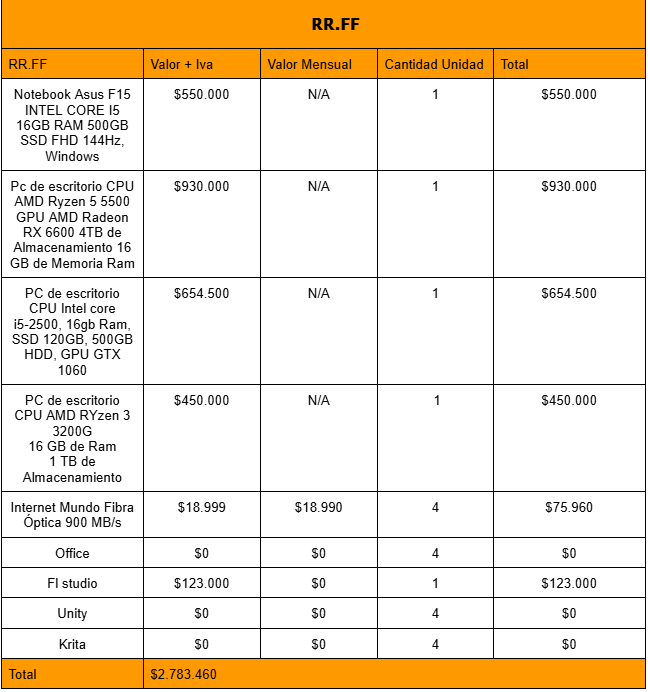 RR.FF
RR.FF Valor + Iva Valor Mensual Cantidad Unidad Total
Notebook Asus F15 $550.000 N/A 1 $550.000
INTEL CORE I5
16GB RAM 500GB
SSD FHD 144Hz,
Windows
Pc de escritorio CPU $930.000 N/A 1 $930.000
AMD Ryzen 5 5500
GPU AMD Radeon
RX 6600 4TB de
Almacenamiento 16
GB de Memoria Ram
PC de escritorio $654.500 N/A 1 $654.500
CPU Intel core
i5-2500, 16gb Ram,
SSD 120GB, 500GB
HDD, GPU GTX
1060
PC de escritorio $450.000 N/A 1 $450.000
CPU AMD RYzen 3
3200G
16 GB de Ram
1 TB de
Almacenamiento
Internet Mundo Fibra $18.999 $18.990 4 $75.960
Óptica 900 MB/s
Office $0 $0 4 $0
Fl studio $123.000 $0 1 $123.000
Unity $0 $0 4 $0
Krita $0 $0 4 $0
Total $2.783.460